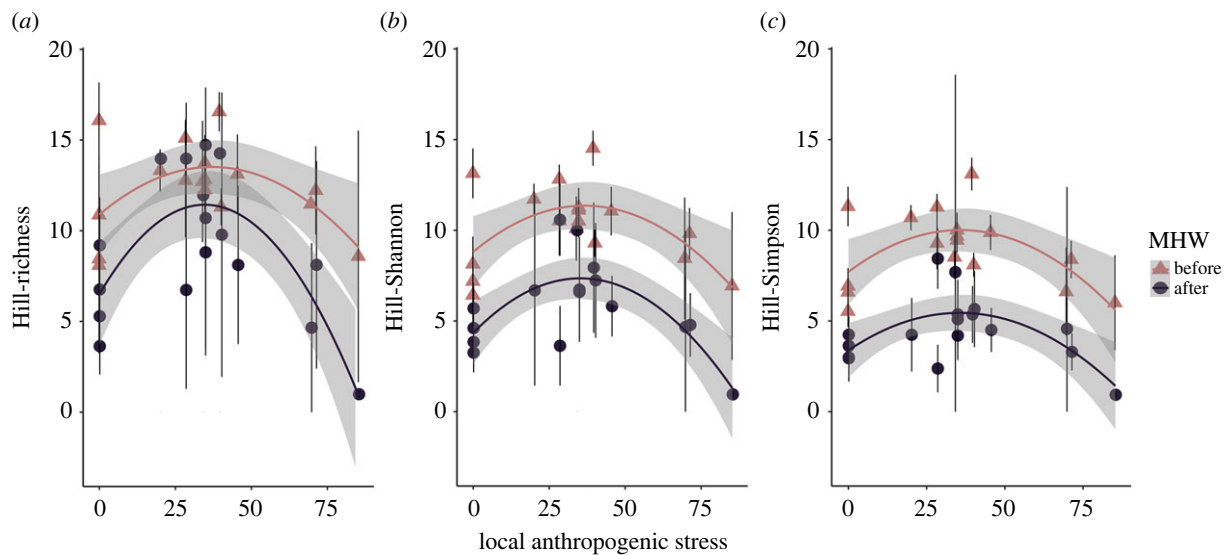 (a) (b) (c)
20 20 20
15 15 15
10 10 10
5 5 5
0 0 0
Hill-richness
Hill-Shannon
Hill-Simpson
MHW
before
after
0 25 50 75 0 25 50 75 0 25 50 75
local anthropogenic stress